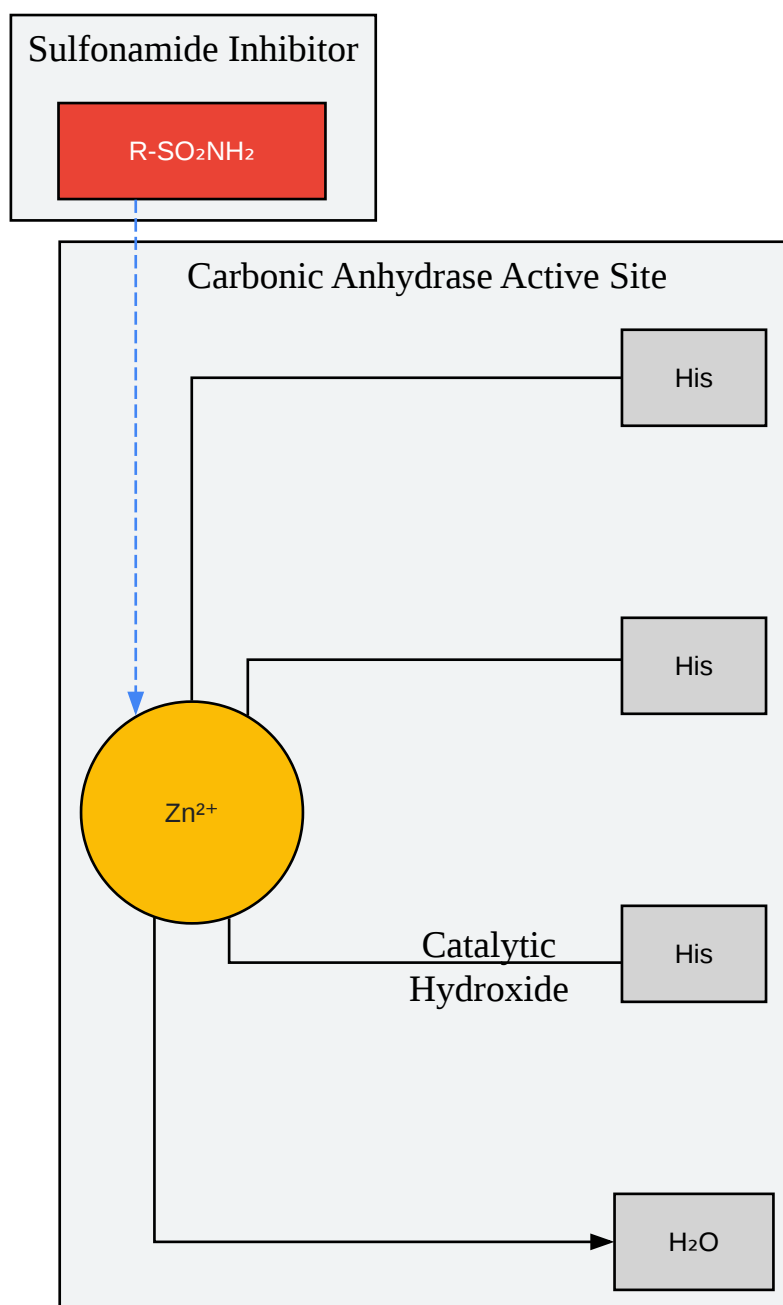 Sulfonamide Inhibitor
R-SO₂NH₂
Carbonic Anhydrase Active Site
His
His
Zn²⁺
His
Catalytic
Hydroxide
H₂O